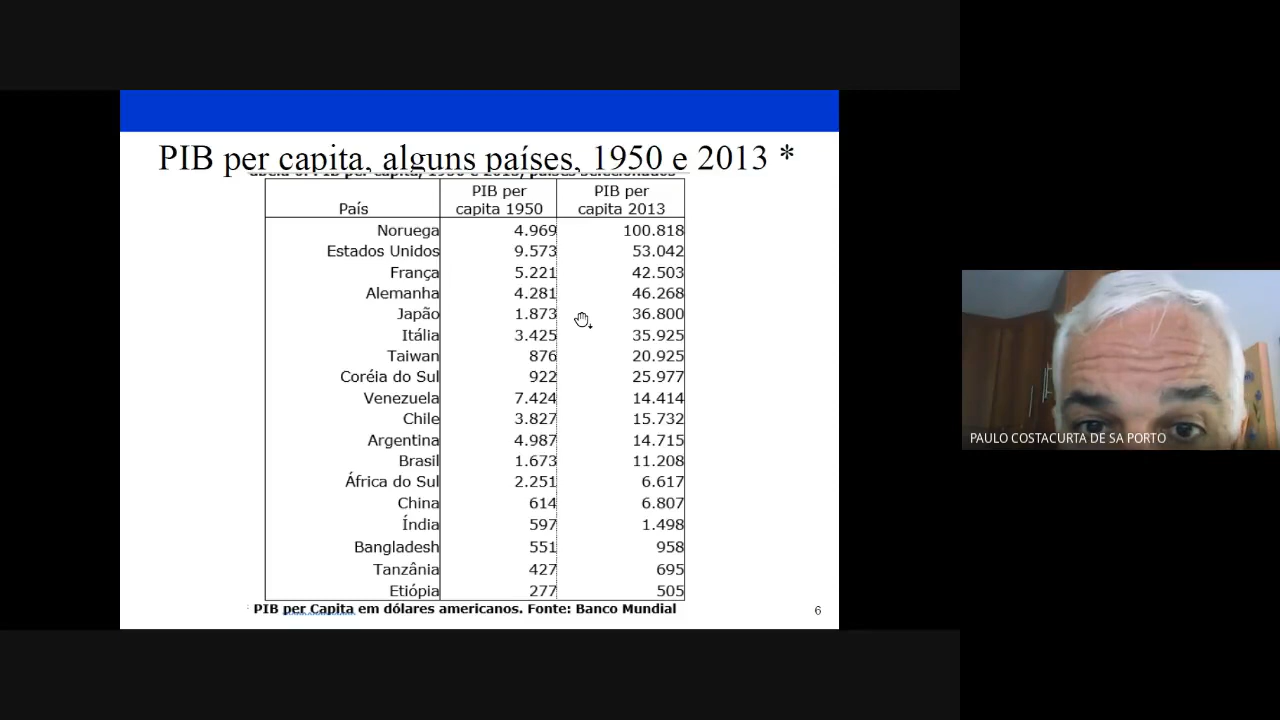 PIB per capita, alguns países, 1950 e 2013 *
País PIB per capita 1950 PIB per capita 2013
Noruega 4.969 100.818
Estados Unidos 9.573 53.042
França 5.221 42.503
Alemanha 4.281 46.268
Japão 1.873 36.800
Itália 3.425 35.925
Taiwan 876 20.925
Coréia do Sul 922 25.977
Venezuela 7.424 14.414
Chile 3.827 15.732
Argentina 4.987 14.715
Brasil 1.673 11.208
África do Sul 2.251 6.617
China 614 6.807
Índia 597 1.498
Bangladesh 551 958
Tanzânia 427 695
Etiópia 277 505
PIB per Capita em dólares americanos. Fonte: Banco Mundial
6
PAULO COSTACURTA DE SA PORTO